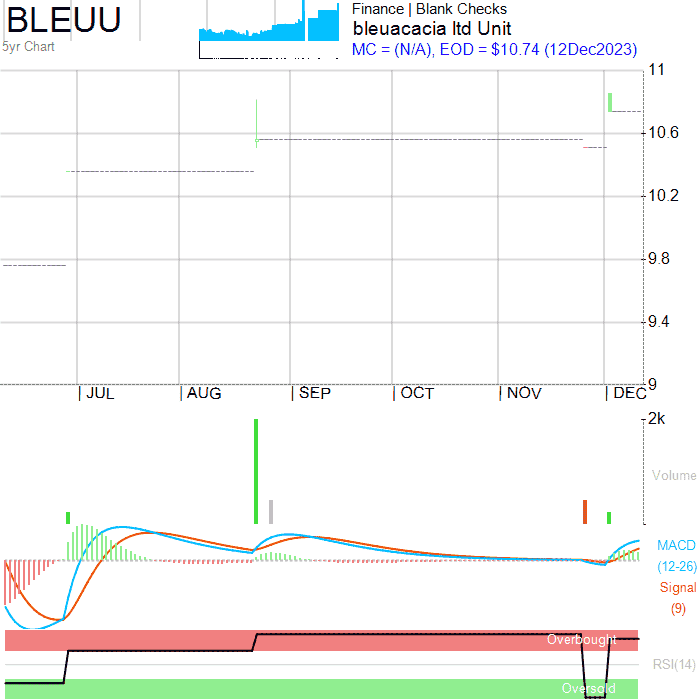 BLEUU
5yr Chart
Finance | Blank Checks
bleuacacia ltd Unit
MC = (N/A), EOD = $10.74 (12Dec2023)
11
10.6
10.2
9.8
9.4
9
| JUL | AUG | SEP | OCT | NOV | DEC
2k
Volume
MACD
(12-26)
Signal
(9)
Overbought
RSI(14)
Oversold